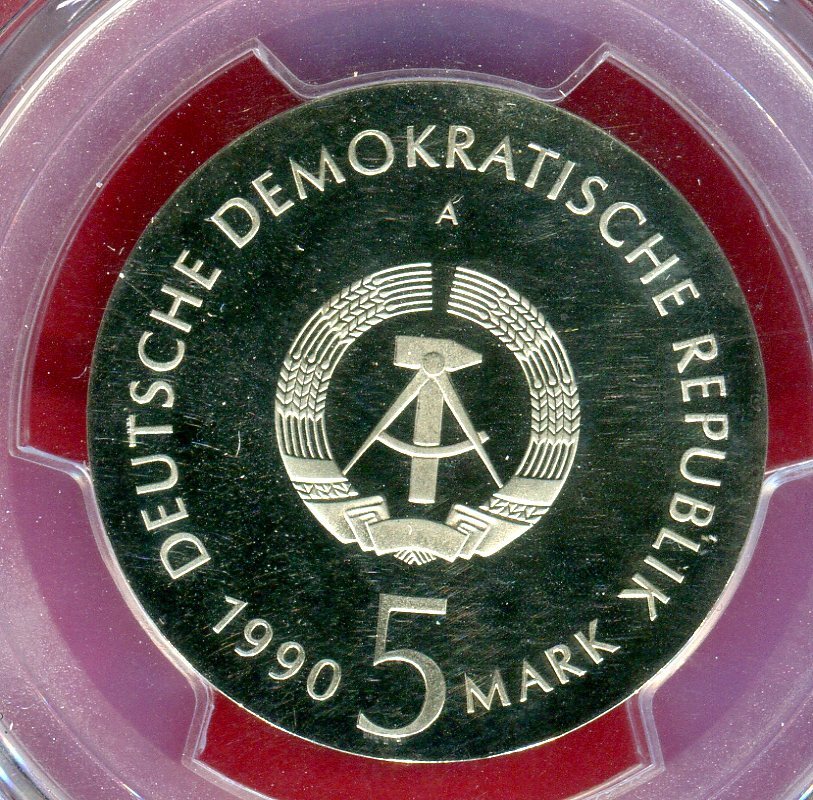 DEUTSCHE DEMOKRATISCHE REPUBLIK
A
1990 5 MARK